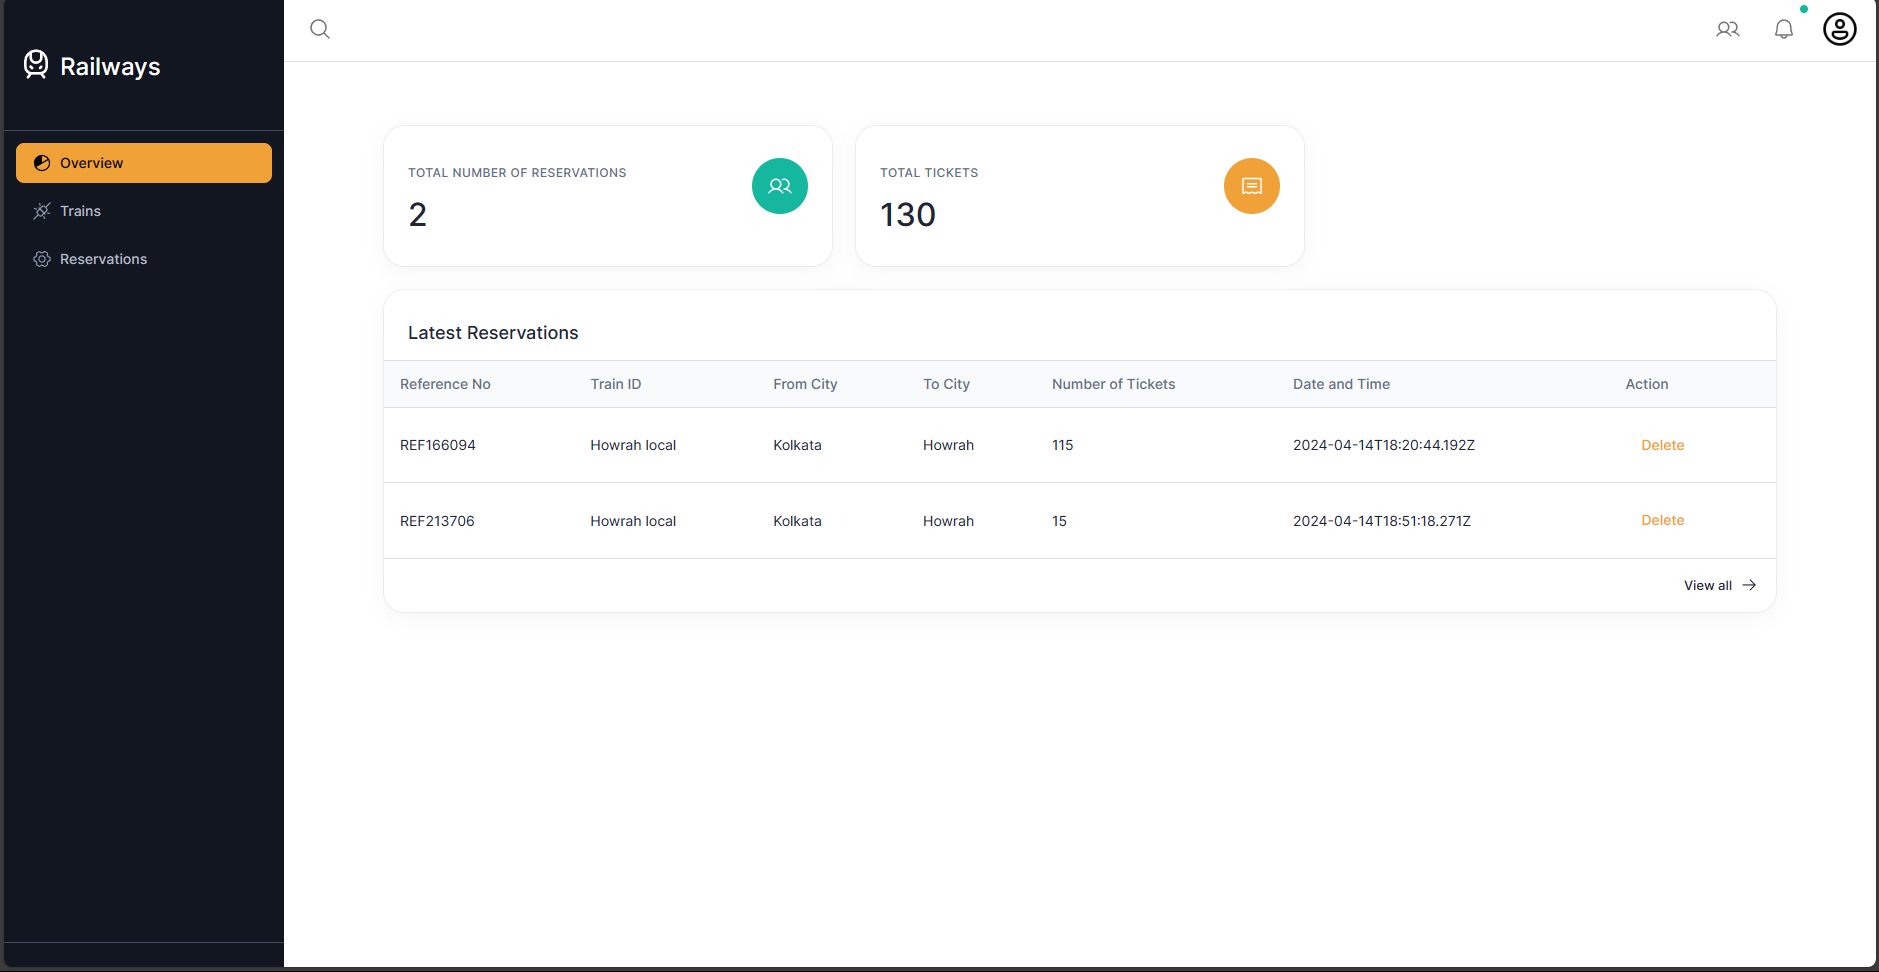 Railways
Overview
Trains
Reservations
TOTAL NUMBER OF RESERVATIONS
2
TOTAL TICKETS
130
Latest Reservations
Reference No Train ID From City To City Number of Tickets Date and Time Action
REF166094 Howrah local Kolkata Howrah 115 2024-04-14T18:20:44.192Z Delete
REF213706 Howrah local Kolkata Howrah 15 2024-04-14T18:51:18.271Z Delete
View all